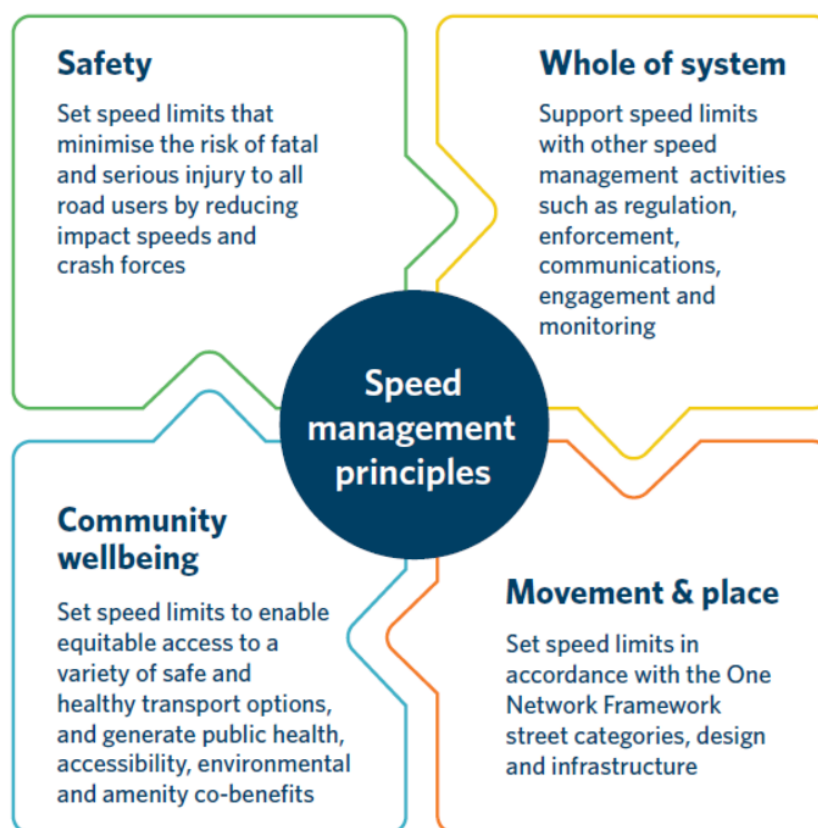 Safety
Set speed limits that
minimise the risk of fatal
and serious injury to all
road users by reducing
impact speeds and
crash forces
Whole of system
Support speed limits
with other speed
management activities
such as regulation,
enforcement,
communications,
engagement and
monitoring
Speed
management
principles
Community
wellbeing
Set speed limits to enable
equitable access to a
variety of safe and
healthy transport options,
and generate public health,
accessibility, environmental
and amenity co-benefits
Movement & place
Set speed limits in
accordance with the One
Network Framework
street categories, design
and infrastructure